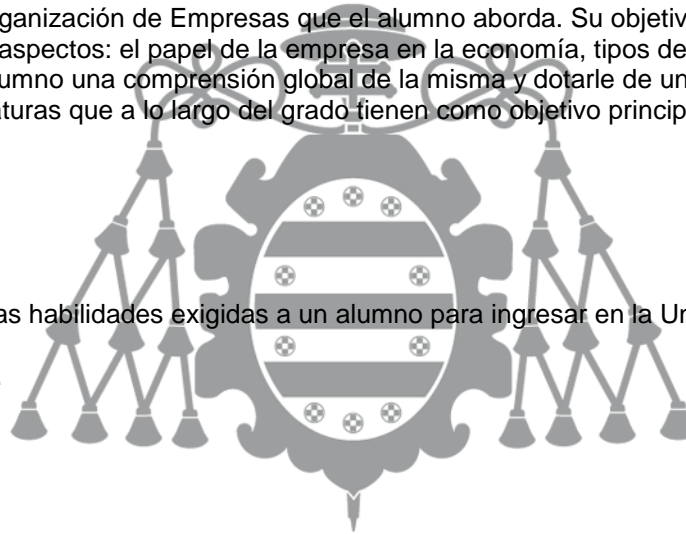 ganización de Empresas que el alumno aborda. Su objetiv
aspectos: el papel de la empresa en la economía, tipos de
umno una comprensión global de la misma y dotarle de un
aturas que a lo largo del grado tienen como objetivo princip
as habilidades exigidas a un alumno para ingresar en la Un